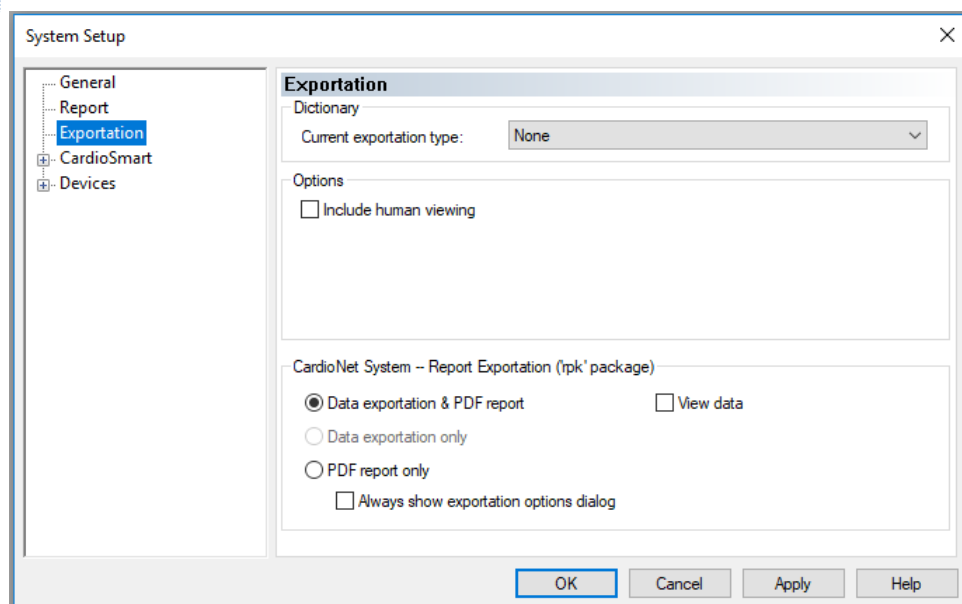 System Setup
General
Report
Exportation
CardioSmart
Devices
Exportation
Dictionary
Current exportation type: None
Options
Include human viewing
CardioNet System -- Report Exportation ('rpk' package)
Data exportation & PDF report View data
Data exportation only
PDF report only
Always show exportation options dialog
OK Cancel Apply Help